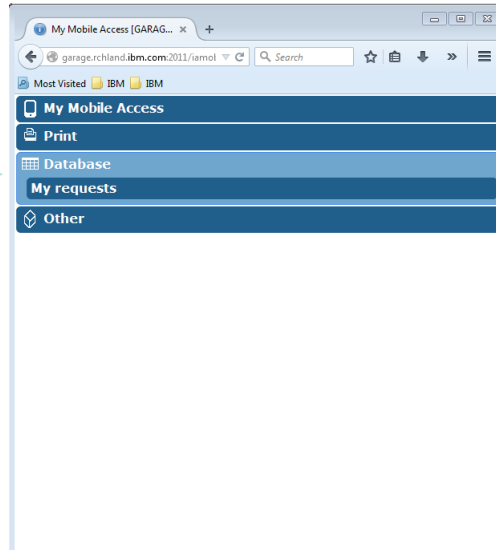 My Mobile Access [GARAG...
garage.rchland.ibm.com:2011/iamol
Search
Most Visited IBM IBM
My Mobile Access
Print
Database
My requests
Other